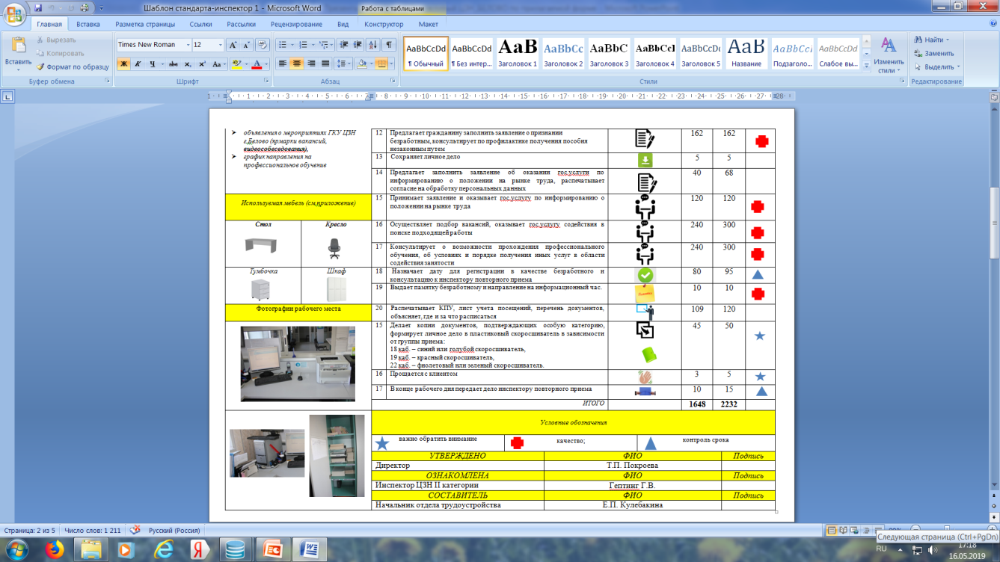 Шаблон стандарта-инспектор 1 - Microsoft Word
Работа с таблицами
Главная Вставка Разметка страницы Ссылки Рассылки Рецензирование Вид Конструктор Макет
Вставить
Вырезать
Копировать
Формат по образцу
Буфер обмена
Times New Roman 12
Шрифт
Абзац
AaBbCcDd AaBbCcDd AaB AaBbCc AaBbC AaBbCcI AaBbCcDc AaB AaBbCcI AaBbCcDd
¶ Обычный ¶ Без интер... Заголовок 1 Заголовок 2 Заголовок 3 Заголовок 4 Заголовок 5 Название Подзаголо... Слабое вы...
Стили
Изменить стили
Найти
Заменить
Выделить
Редактирование
объявления о мероприятиях ГКУ ЦЗН
г.Белово (ярмарки вакансий,
видеособеседования),
график направления на
профессиональное обучение
Используемая мебель (см.приложение)
Стол Кресло
Тумбочка Шкаф
Фотографии рабочего места
12 Предлагает гражданину заполнить заявление о признании 162 162
безработным, консультирует по профилактике получения пособия
незаконным путем
13 Сохраняет личное дело 5 5
14 Предлагает заполнить заявление об оказании гос.услуги по 40 68
информированию о положении на рынке труда, распечатывает
согласие на обработку персональных данных
15 Принимает заявление и оказывает гос.услугу по информированию о 120 120
положении на рынке труда
16 Осуществляет подбор вакансий, оказывает гос.услугу содействия в 240 300
поиске подходящей работы
17 Консультирует о возможности прохождения профессионального 240 300
обучения, об условиях и порядке получения иных услуг в области
содействия занятости
18 Назначает дату для регистрации в качестве безработного и 80 95
консультацию к инспектору повторного приема
19 Выдает памятку безработному и направление на информационный час. 10 10
20 Распечатывает КПУ, лист учета посещений, перечень документов, 109 120
объясняет, где и за что расписаться
15 Делает копии документов, подтверждающих особую категорию, 45 50
формирует личное дело в пластиковый скоросшиватель в зависимости
от группы приема:
18 каб. – синий или голубой скоросшиватель,
19 каб. – красный скоросшиватель,
22 каб. – фиолетовый или зеленый скоросшиватель.
16 Прощается с клиентом 3 5
17 В конце рабочего дня передает дело инспектору повторного приема 10 15
ИТОГО 1648 2232
Условные обозначения
важно обратить внимание качество; контроль срока
УТВЕРЖДЕНО ФИО Подпись
Директор Т.П. Покроева
ОЗНАКОМЛЕНА ФИО Подпись
Инспектор ЦЗН II категории Гептинг Г.В.
СОСТАВИТЕЛЬ ФИО Подпись
Начальник отдела трудоустройства Е.П. Кулебакина
Страница: 2 из 5 Число слов: 1 211 Русский (Россия)
Следующая страница (Ctrl+PgDn)
RU 17:18
16.05.2019